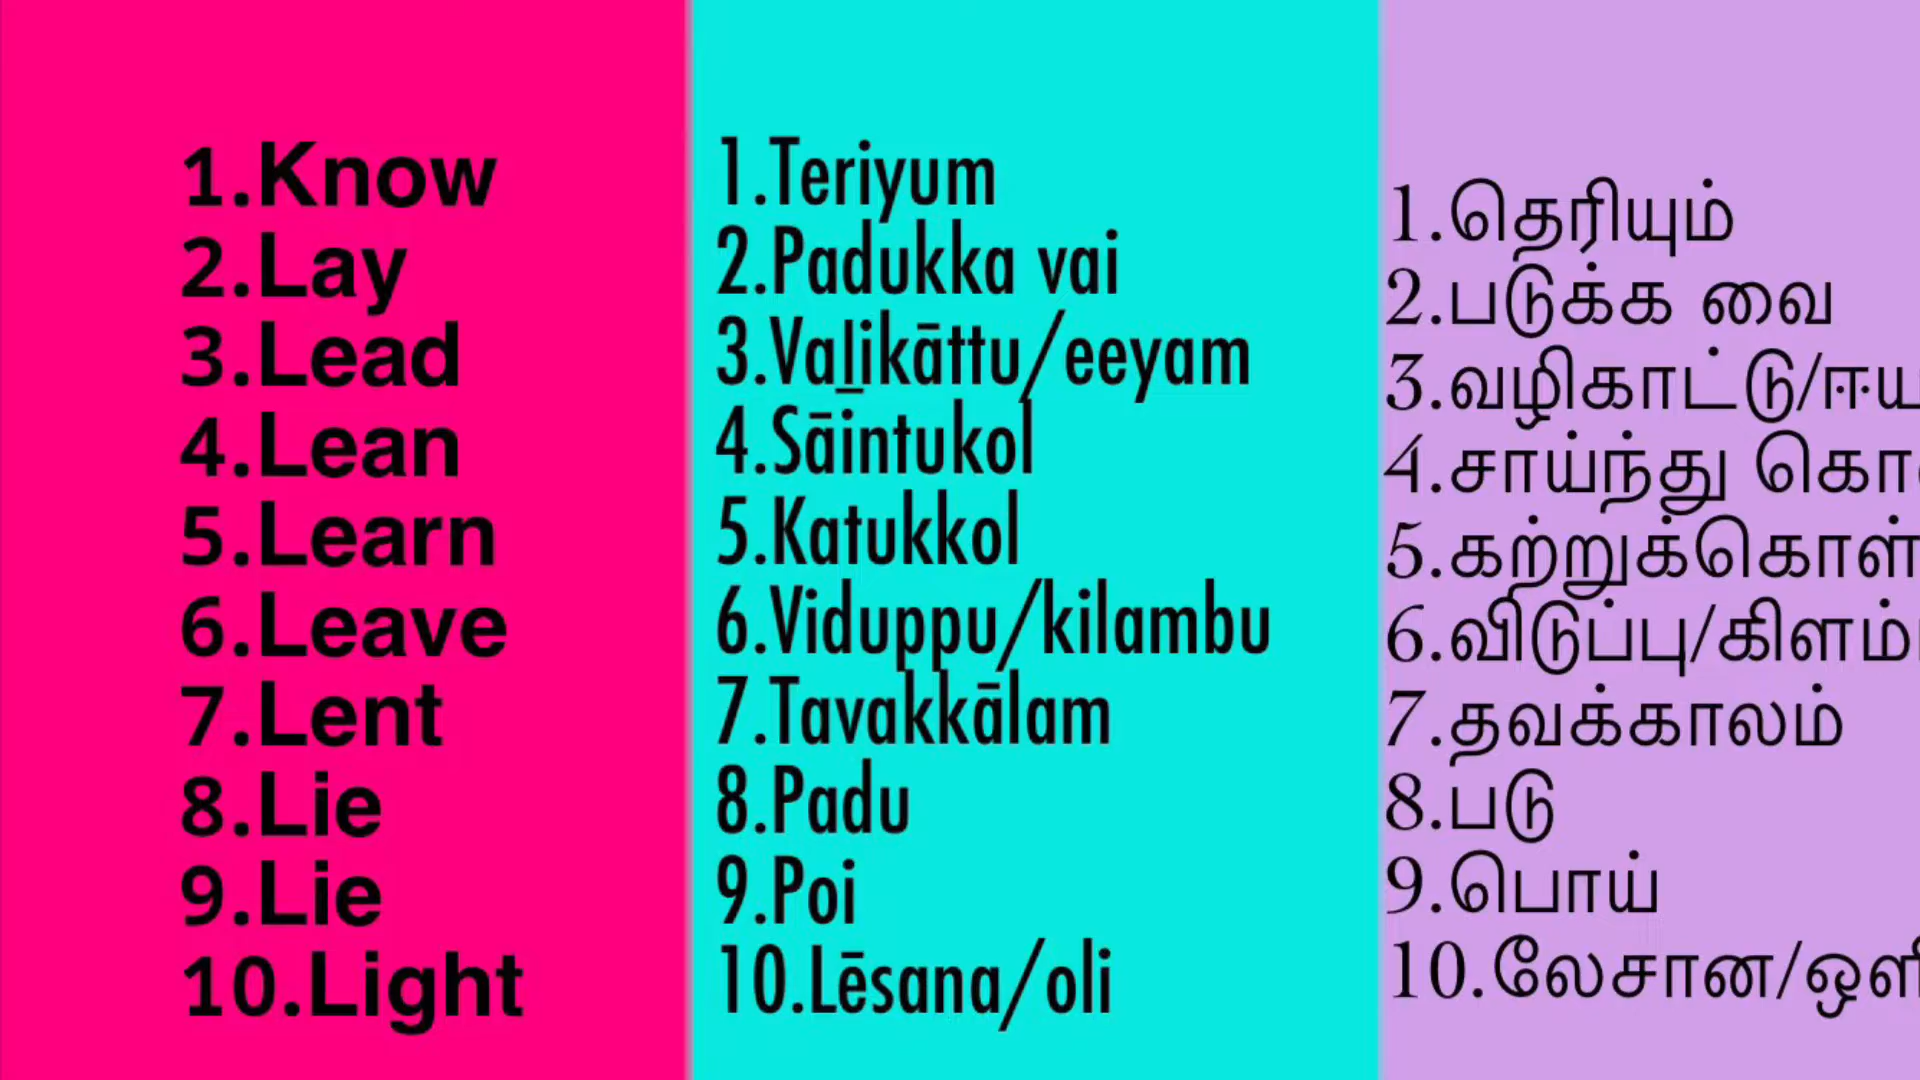 1.Know
2.Lay
3.Lead
4.Lean
5.Learn
6.Leave
7.Lent
8.Lie
9.Lie
10.Light
1.Teriyum
2.Padukka vai
3.Vaḻikāttu/eeyam
4.Sāintukol
5.Katukkol
6.Viduppu/kilambu
7.Tavakkālam
8.Padu
9.Poi
10.Lēsana/oli
1.தெரியும்
2.படுக்க வை
3.வழிகாட்டு/ஈய
4.சாய்ந்து
5.கற்றுக்கொள்
6.விடுப்பு/
7.தவக்காலம்
8.படு
9.பொய்
10.லேசான/ஒளி